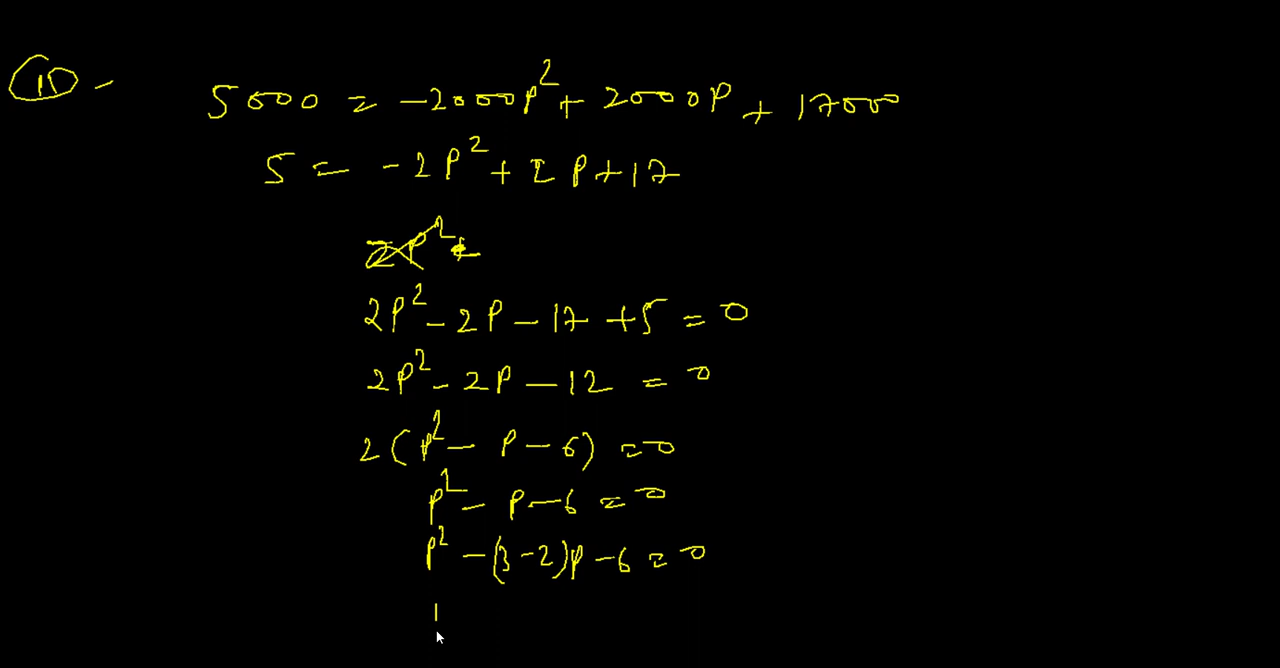 (ii) - 5000 = -2000p² + 2000p + 17000
5 = -2p² + 2p + 17
2p² - 2p - 17 + 5 = 0
2p² - 2p - 12 = 0
2(p² - p - 6) = 0
p² - p - 6 = 0
p² - (3-2)p - 6 = 0